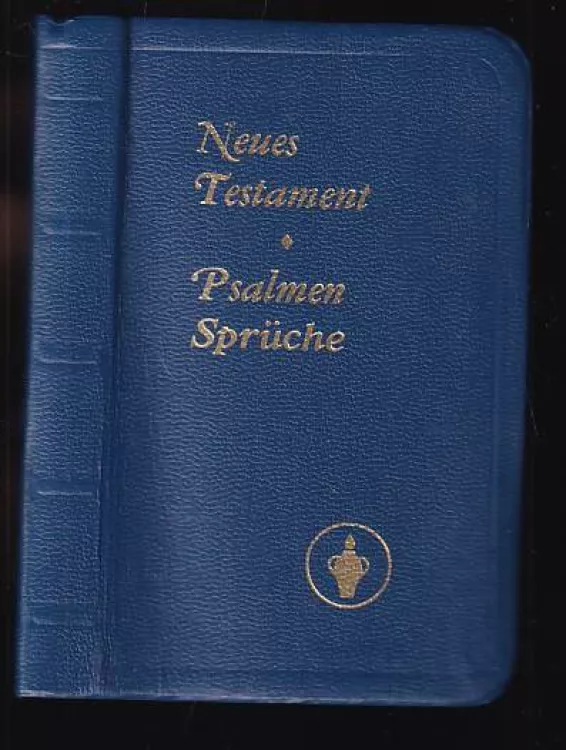 Neues
Testament
Psalmen
Sprüche